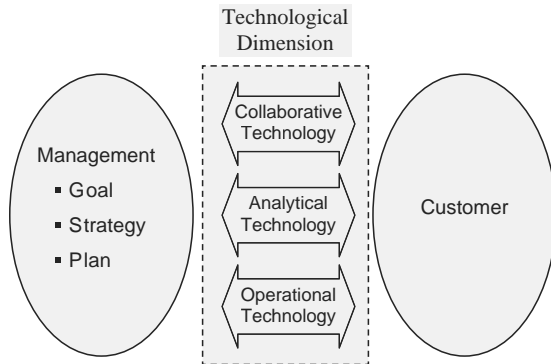 Technological
Dimension
Management
▪ Goal
▪ Strategy
▪ Plan
Collaborative
Technology
Analytical
Technology
Operational
Technology
Customer